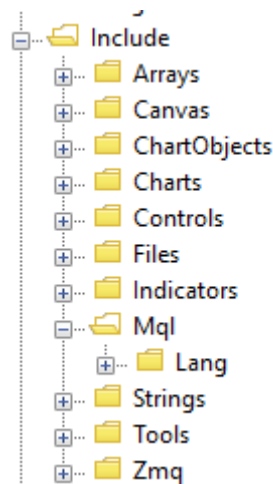 Include
Arrays
Canvas
ChartObjects
Charts
Controls
Files
Indicators
Mql
Lang
Strings
Tools
Zmq